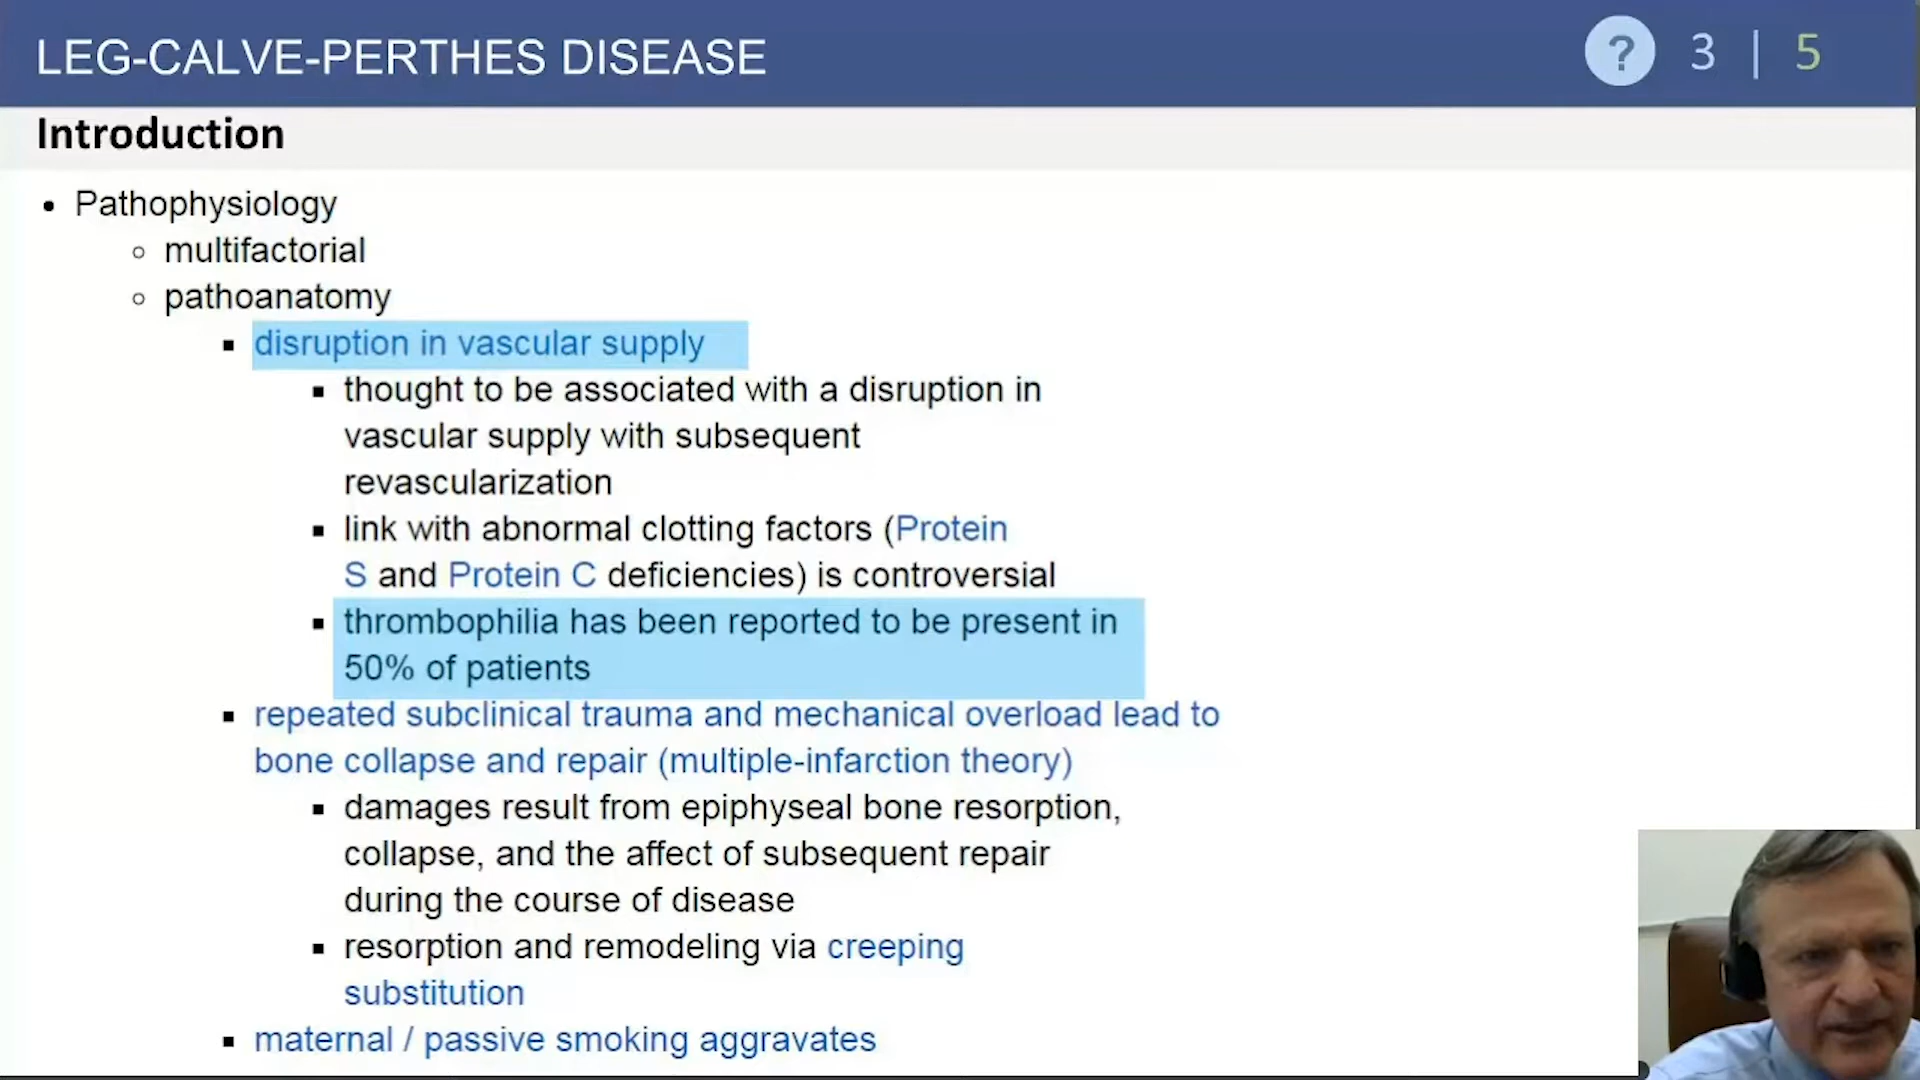 LEG-CALVE-PERTHES DISEASE
? 3 | 5
Introduction
• Pathophysiology
◦ multifactorial
◦ pathoanatomy
▪ disruption in vascular supply
▪ thought to be associated with a disruption in
vascular supply with subsequent
revascularization
▪ link with abnormal clotting factors (Protein
S and Protein C deficiencies) is controversial
▪ thrombophilia has been reported to be present in
50% of patients
▪ repeated subclinical trauma and mechanical overload lead to
bone collapse and repair (multiple-infarction theory)
▪ damages result from epiphyseal bone resorption,
collapse, and the affect of subsequent repair
during the course of disease
▪ resorption and remodeling via creeping
substitution
▪ maternal / passive smoking aggravates